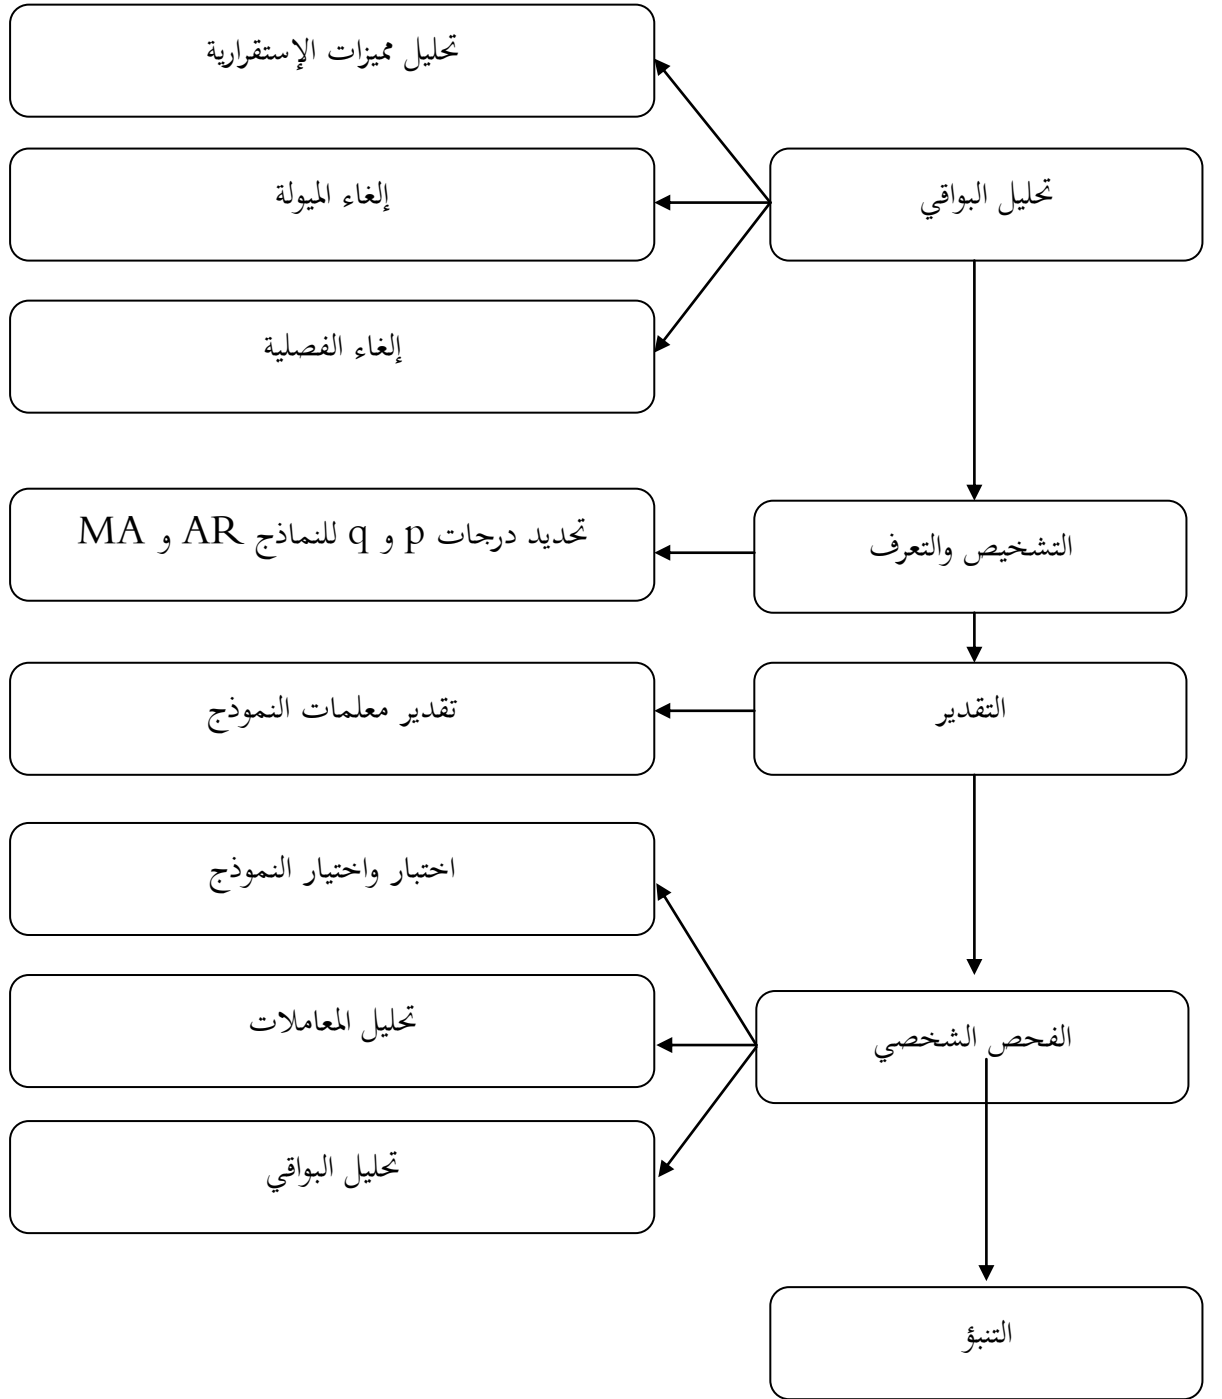 تحليل مميزات الإستقرارية
تحليل البواقي
إلغاء الميولة
إلغاء الفصلية
التشخيص والتعرف
تحديد درجات p و q للنماذج AR و MA
التقدير
تقدير معلمات النموذج
اختبار واختيار النموذج
الفحص الشخصي
تحليل المعاملات
تحليل البواقي
التنبؤ